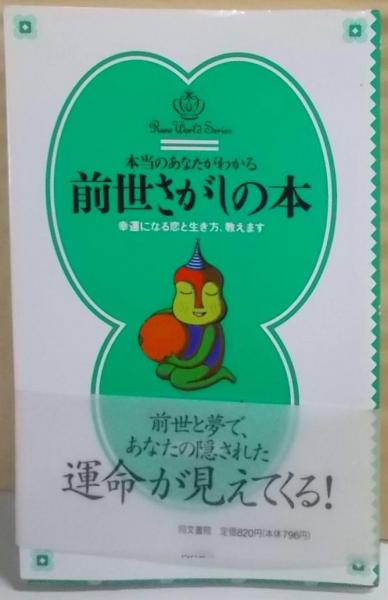 Rune World Series
本当のあなたがわかる
前世さがしの本
幸運になる恋と生き方、教えます
前世と夢で、
あなたの隠された
運命が見えてくる!
同文書院 定価820円(本体796円)